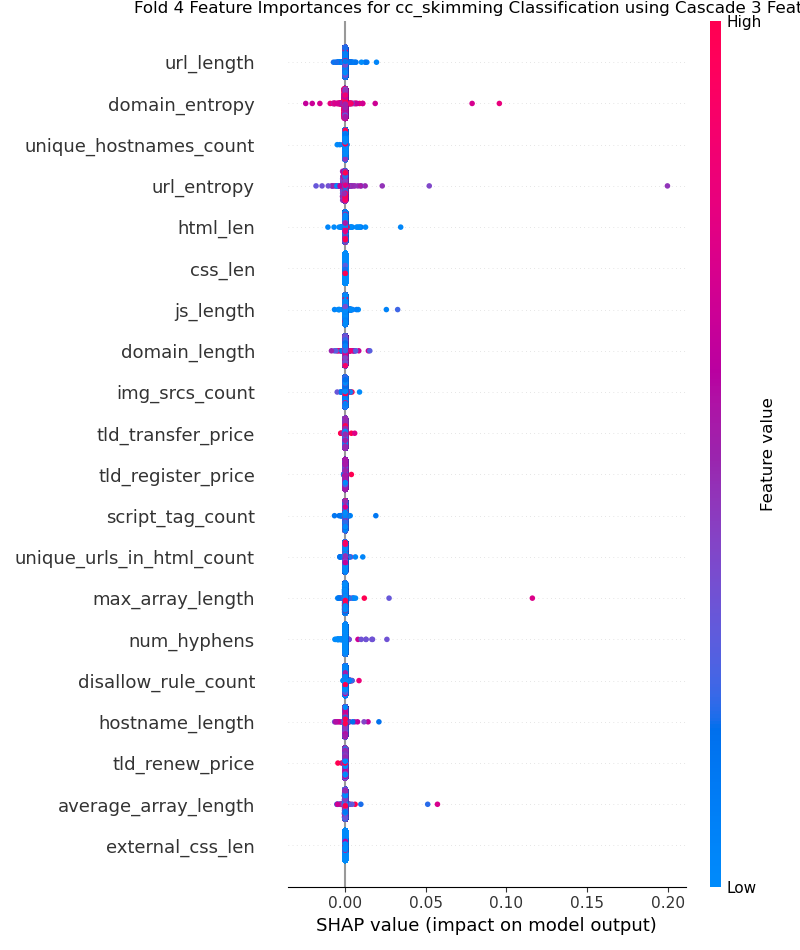 Fold 4 Feature Importances for cc_skimming Classification using Cascade 3 Feat
High
url_length
domain_entropy
unique_hostnames_count
url_entropy
html_len
css_len
js_length
domain_length
img_srcs_count
tld_transfer_price
tld_register_price
script_tag_count
unique_urls_in_html_count
max_array_length
num_hyphens
disallow_rule_count
hostname_length
tld_renew_price
average_array_length
external_css_len
Feature value
Low
0.00 0.05 0.10 0.15 0.20
SHAP value (impact on model output)